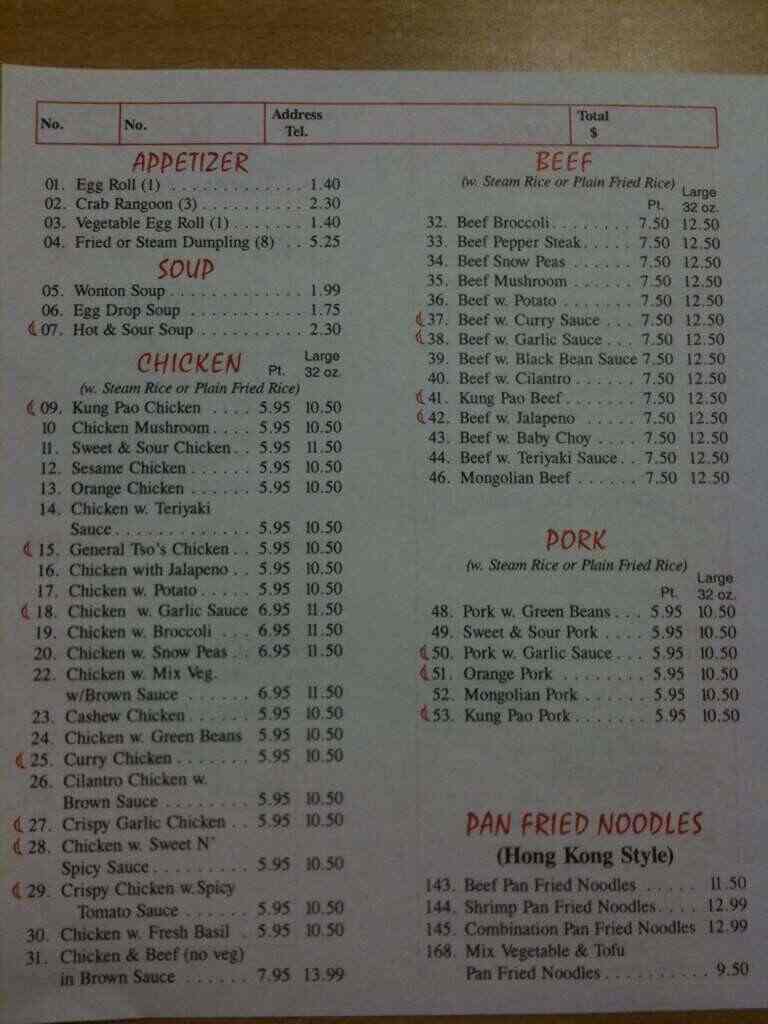 No.
No.
Address
Tel.
Total
$
APPETIZER
01. Egg Roll (1) . . . . . . . . . . . . . 1.40
02. Crab Rangoon (3) . . . . . . . . . . 2.30
03. Vegetable Egg Roll (1) . . . . . . . 1.40
04. Fried or Steam Dumpling (8) . . 5.25
SOUP
05. Wonton Soup . . . . . . . . . . . . . 1.99
06. Egg Drop Soup . . . . . . . . . . . 1.75
07. Hot & Sour Soup . . . . . . . . . . 2.30
CHICKEN
Pt. Large
32 oz.
(w. Steam Rice or Plain Fried Rice)
09. Kung Pao Chicken . . . . 5.95 10.50
10 Chicken Mushroom . . . . 5.95 10.50
11. Sweet & Sour Chicken . . 5.95 11.50
12. Sesame Chicken . . . . . . 5.95 10.50
13. Orange Chicken . . . . . . 5.95 10.50
14. Chicken w. Teriyaki
Sauce . . . . . . . . . . . . . 5.95 10.50
15. General Tso's Chicken . . 5.95 10.50
16. Chicken with Jalapeno . . 5.95 10.50
17. Chicken w. Potato . . . . . 5.95 10.50
18. Chicken w. Garlic Sauce 6.95 11.50
19. Chicken w. Broccoli . . . 6.95 11.50
20. Chicken w. Snow Peas . . 6.95 11.50
22. Chicken w. Mix Veg.
w/Brown Sauce . . . . . . 6.95 11.50
23. Cashew Chicken . . . . . . 5.95 10.50
24. Chicken w. Green Beans 5.95 10.50
25. Curry Chicken . . . . . . . 5.95 10.50
26. Cilantro Chicken w.
Brown Sauce . . . . . . . . 5.95 10.50
27. Crispy Garlic Chicken . . 5.95 10.50
28. Chicken w. Sweet N'
Spicy Sauce . . . . . . . . . 5.95 10.50
29. Crispy Chicken w. Spicy
Tomato Sauce . . . . . . 5.95 10.50
30. Chicken w. Fresh Basil . 5.95 10.50
31. Chicken & Beef (no veg)
in Brown Sauce . . . . . . 7.95 13.99
BEEF
(w. Steam Rice or Plain Fried Rice)
Pt. Large
32 oz.
32. Beef Broccoli . . . . . . . . 7.50 12.50
33. Beef Pepper Steak . . . . . 7.50 12.50
34. Beef Snow Peas . . . . . . . 7.50 12.50
35. Beef Mushroom . . . . . . . 7.50 12.50
36. Beef w. Potato . . . . . . . 7.50 12.50
37. Beef w. Curry Sauce . . . 7.50 12.50
38. Beef w. Garlic Sauce . . . 7.50 12.50
39. Beef w. Black Bean Sauce 7.50 12.50
40. Beef w. Cilantro . . . . . . 7.50 12.50
41. Kung Pao Beef . . . . . . . 7.50 12.50
42. Beef w. Jalapeno . . . . . 7.50 12.50
43. Beef w. Baby Choy . . . . 7.50 12.50
44. Beef w. Teriyaki Sauce . . 7.50 12.50
46. Mongolian Beef . . . . . . 7.50 12.50
PORK
(w. Steam Rice or Plain Fried Rice)
Pt. Large
32 oz.
48. Pork w. Green Beans . . . 5.95 10.50
49. Sweet & Sour Pork . . . . 5.95 10.50
50. Pork w. Garlic Sauce . . . 5.95 10.50
51. Orange Pork . . . . . . . . 5.95 10.50
52. Mongolian Pork . . . . . . 5.95 10.50
53. Kung Pao Pork . . . . . . . 5.95 10.50
PAN FRIED NOODLES
(Hong Kong Style)
143. Beef Pan Fried Noodles . . . . . 11.50
144. Shrimp Pan Fried Noodles . . . . 12.99
145. Combination Pan Fried Noodles 12.99
168. Mix Vegetable & Tofu
Pan Fried Noodles . . . . . . . . . . 9.50